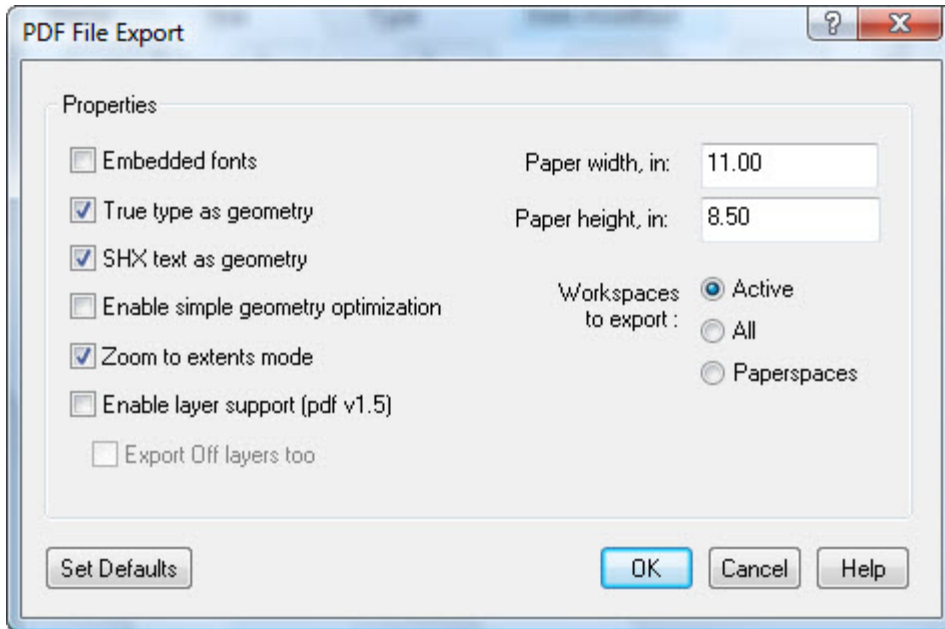 PDF File Export
Properties
Embedded fonts
True type as geometry
SHX text as geometry
Enable simple geometry optimization
Zoom to extents mode
Enable layer support (pdf v1.5)
Export Off layers too
Paper width, in: 11.00
Paper height, in: 8.50
Workspaces
to export :
Active
All
Paperspaces
Set Defaults
OK
Cancel
Help